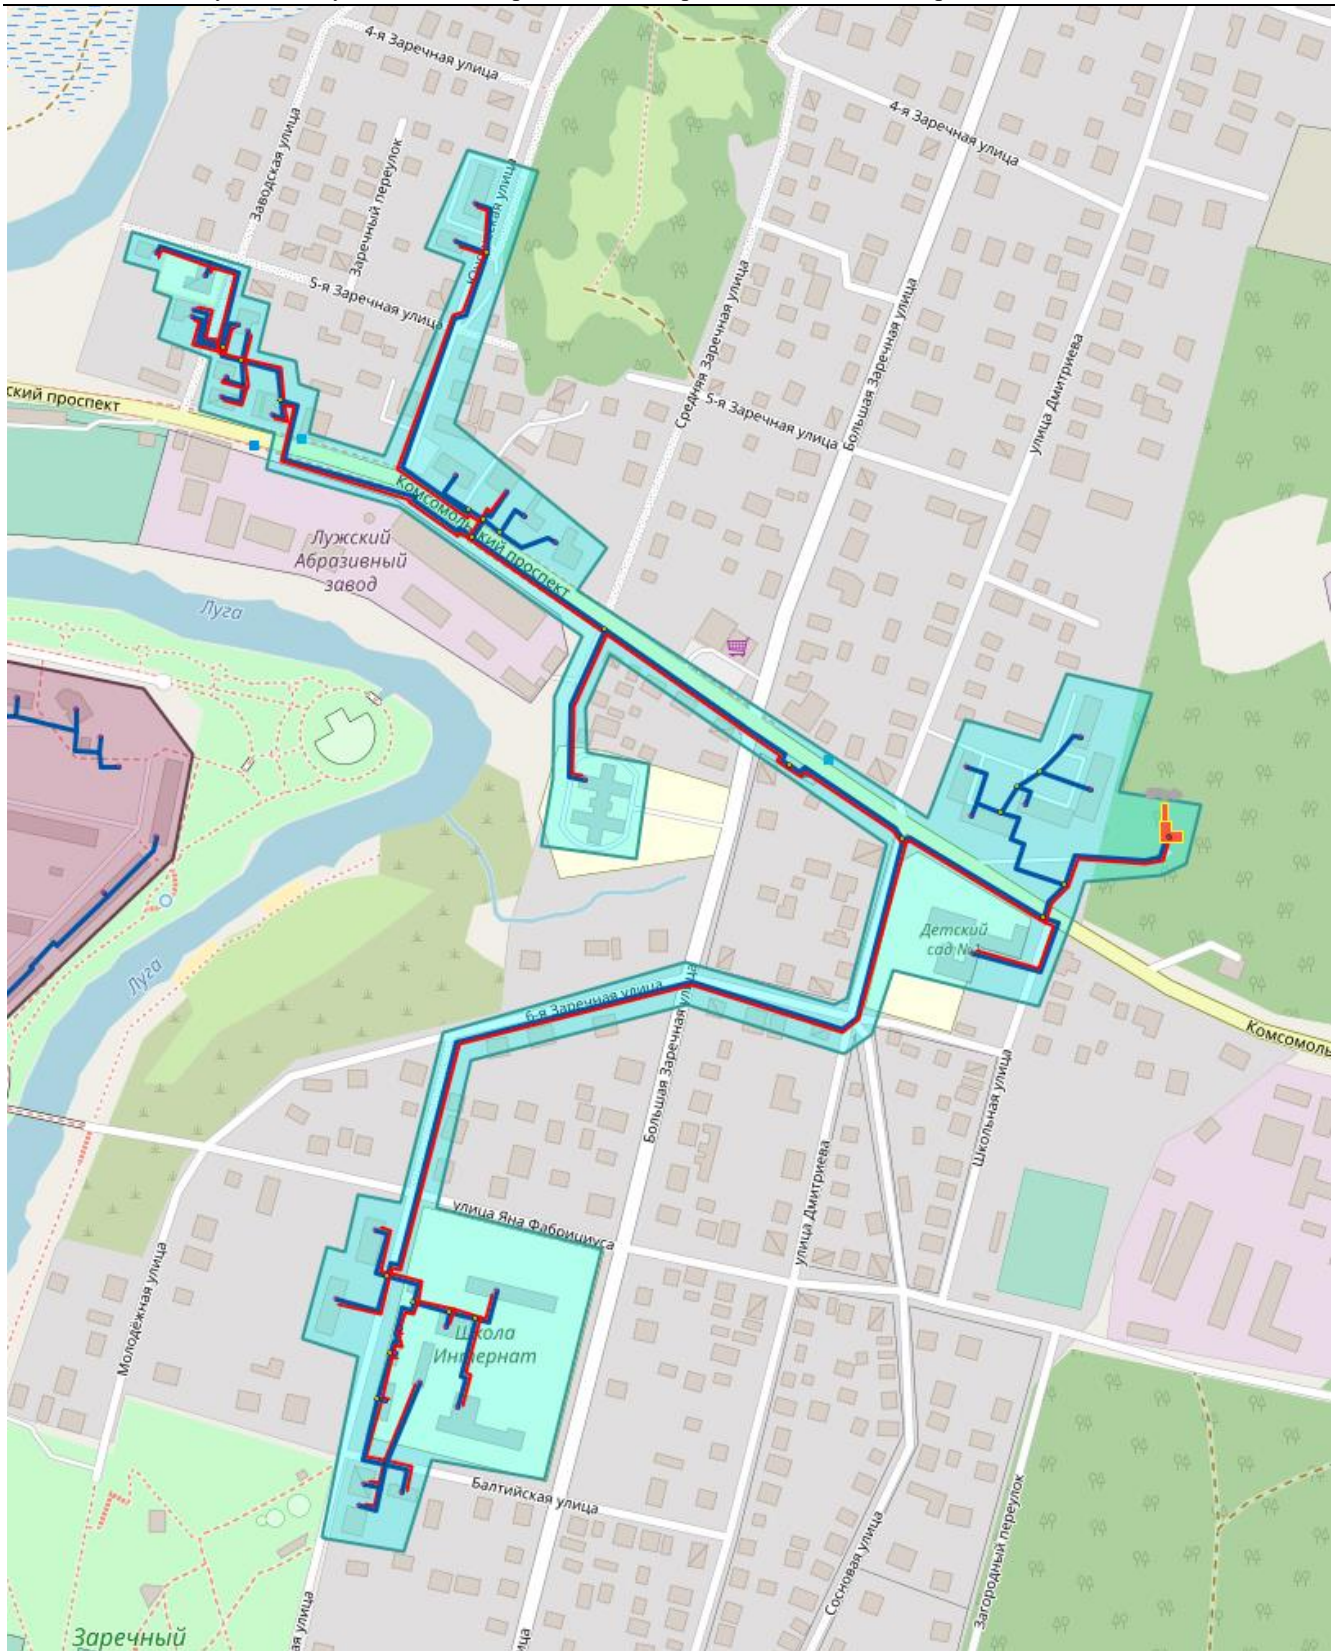 4-я Заречная улица
4-я Заречная улица
Заводская улица
Заречный переулок
5-я Заречная улица
Средняя Заречная улица
Большая Заречная улица
улица Дмитриева
5-я Заречная улица
ский проспект
Комсомольский проспект
Лужский
Абразивный
завод
Луга
Детский
сад №1
Луга
6-я Заречная улица
Комсомоль
Большая Заречная улица
Школьная улица
улица Дмитриева
улица Яна Фабрициуса
Молодёжная улица
Школа
Интернат
Балтийская улица
Сосновая улица
Загородный переулок
Заречный
ая улица
ица